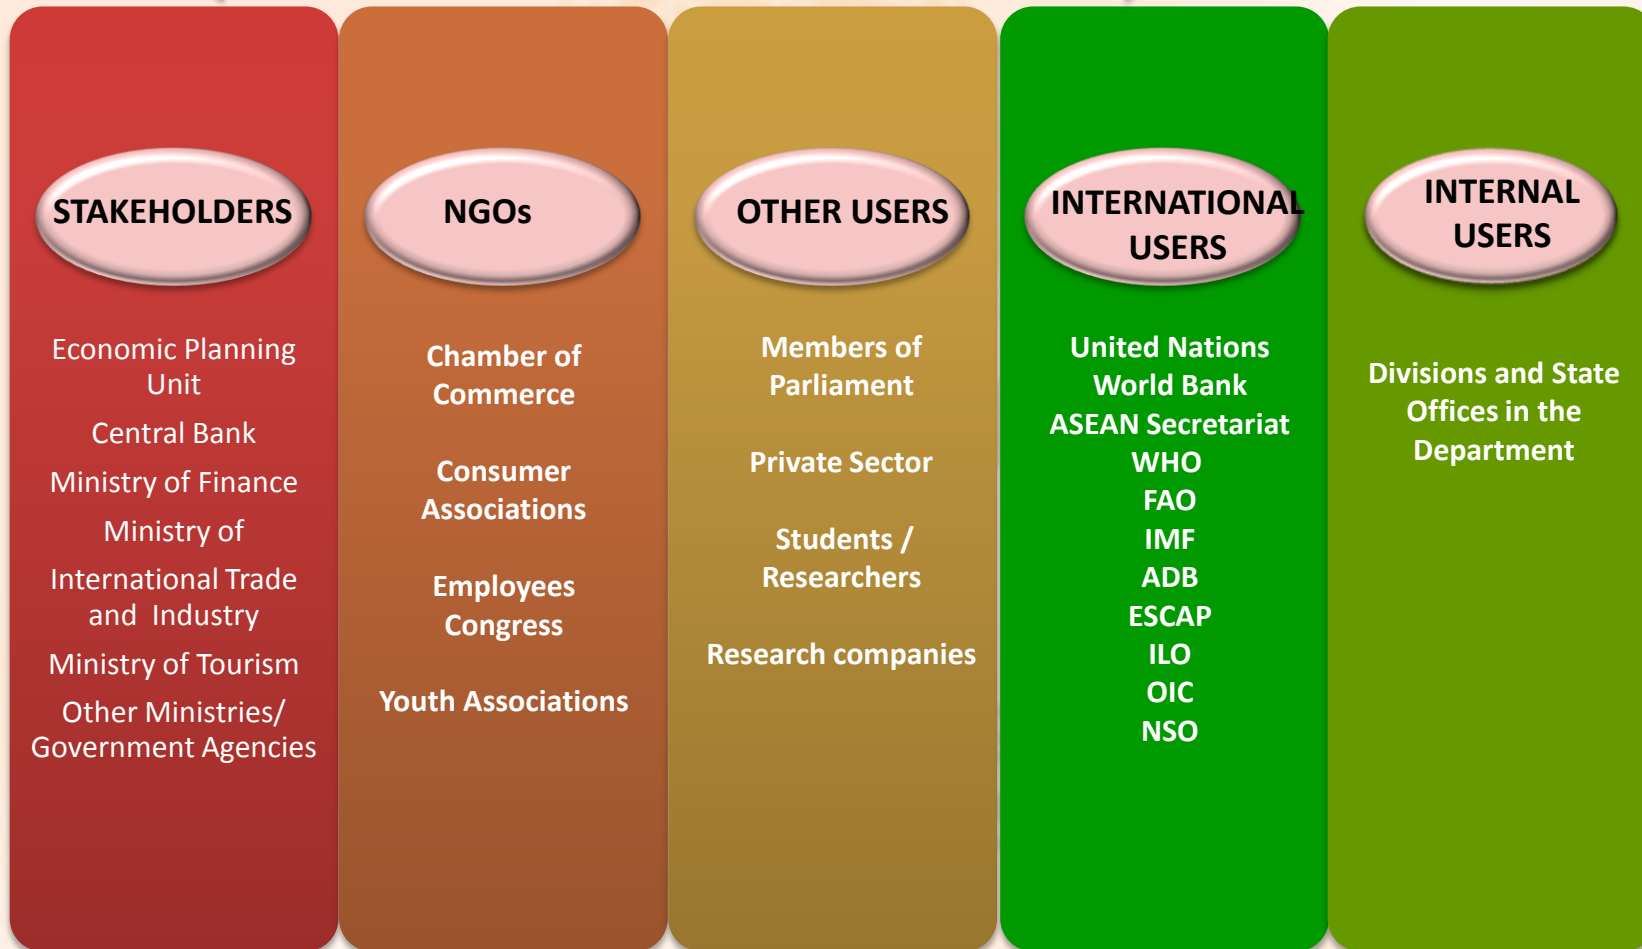 STAKEHOLDERS
Economic Planning
Unit
Central Bank
Ministry of Finance
Ministry of
International Trade
and Industry
Ministry of Tourism
Other Ministries/
Government Agencies
NGOs
Chamber of
Commerce
Consumer
Associations
Employees
Congress
Youth Associations
OTHER USERS
Members of
Parliament
Private Sector
Students /
Researchers
Research companies
INTERNATIONAL
USERS
United Nations
World Bank
ASEAN Secretariat
WHO
FAO
IMF
ADB
ESCAP
ILO
OIC
NSO
INTERNAL
USERS
Divisions and State
Offices in the
Department